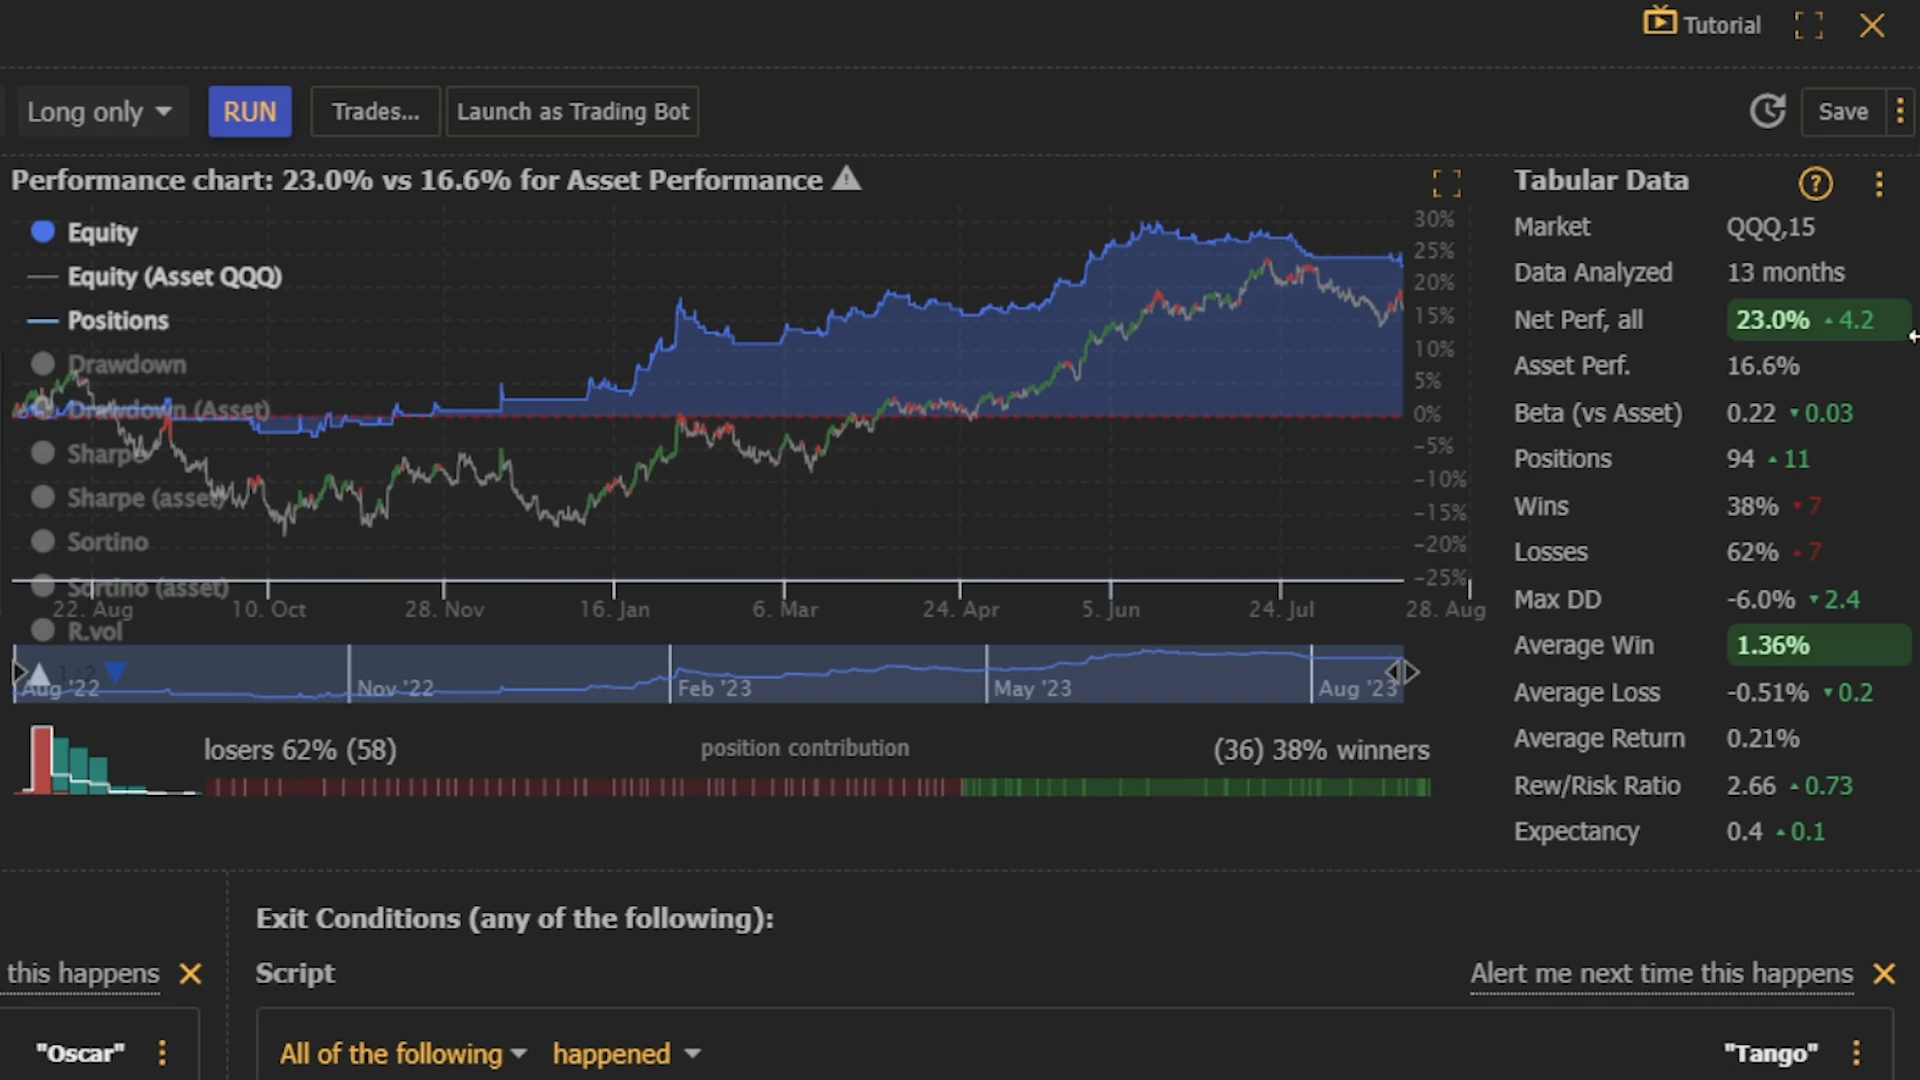 Tutorial
Long only
RUN
Trades...
Launch as Trading Bot
Save
Performance chart: 23.0% vs 16.6% for Asset Performance
Equity
Equity (Asset QQQ)
Positions
Drawdown
Drawdown (Asset)
Sharpe
Sharpe (asset)
Sortino
Sortino (asset)
R.vol
1/2
30%
25%
20%
15%
10%
5%
0%
-5%
-10%
-15%
-20%
-25%
22. Aug 10. Oct 28. Nov 16. Jan 6. Mar 24. Apr 5. Jun 24. Jul 28. Aug
Aug '22 Nov '22 Feb '23 May '23 Aug '23
losers 62% (58)
position contribution
(36) 38% winners
Tabular Data
?
Market QQQ,15
Data Analyzed 13 months
Net Perf, all 23.0% 4.2
Asset Perf. 16.6%
Beta (vs Asset) 0.22 0.03
Positions 94 11
Wins 38% 7
Losses 62% 7
Max DD -6.0% 2.4
Average Win 1.36%
Average Loss -0.51% 0.2
Average Return 0.21%
Rew/Risk Ratio 2.66 0.73
Expectancy 0.4 0.1
this happens
"Oscar"
Exit Conditions (any of the following):
Script
Alert me next time this happens
All of the following happened "Tango"